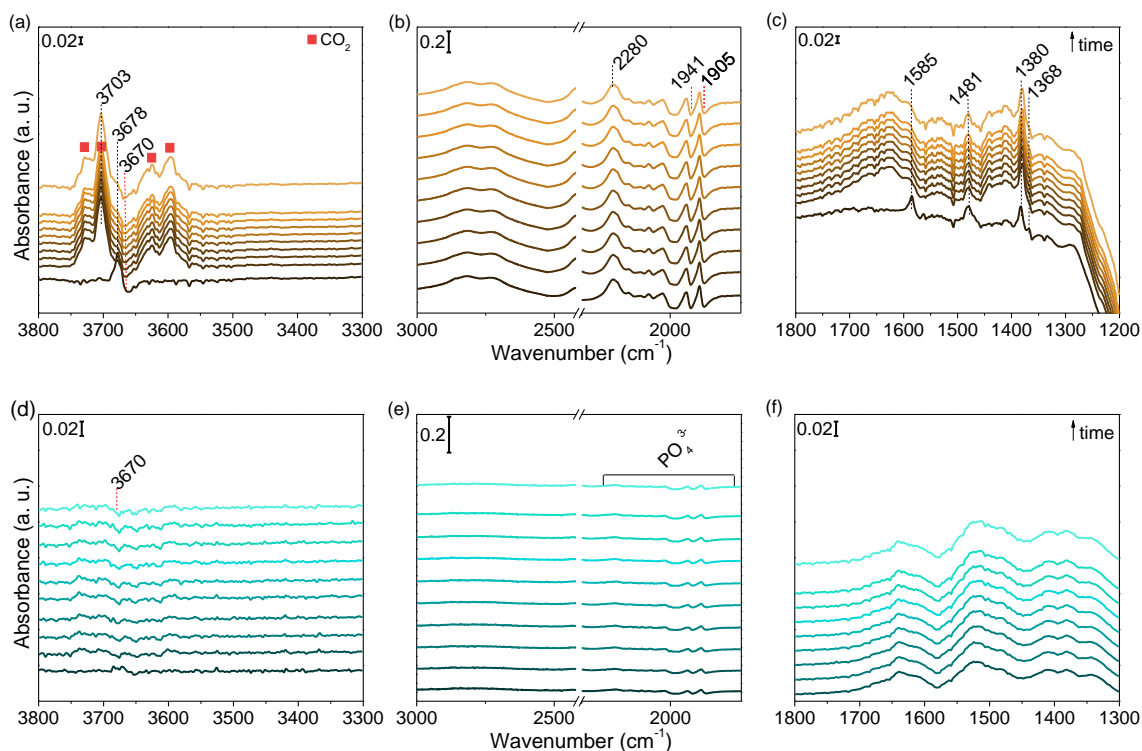 (a)
0.02
CO₂
3703
3678
3670
Absorbance (a. u.)
3800 3700 3600 3500 3400 3300
(b)
0.2
2280
1941
1905
3000 2500 2000
Wavenumber (cm⁻¹)
(c)
0.02
time
1585
1481
1380
1368
1800 1700 1600 1500 1400 1300 1200
(d)
0.02
3670
Absorbance (a. u.)
3800 3700 3600 3500 3400 3300
(e)
0.2
PO₄³⁻
3000 2500 2000
Wavenumber (cm⁻¹)
(f)
0.02
time
1800 1700 1600 1500 1400 1300